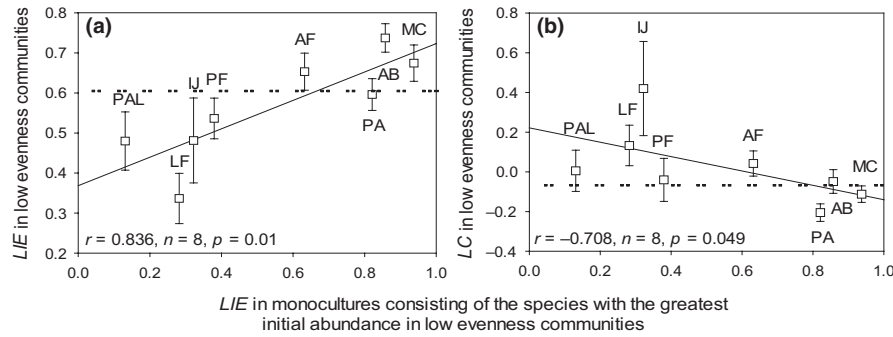 (a)
LIE in low evenness communities
0.8
0.7
0.6
0.5
0.4
0.3
0.2
PAL
LF
IJ
PF
AF
PA
AB
MC
r = 0.836, n = 8, p = 0.01
0.0 0.2 0.4 0.6 0.8 1.0
(b)
LC in low evenness communities
0.8
0.6
0.4
0.2
0.0
–0.2
–0.4
PAL
LF
IJ
PF
AF
PA
AB
MC
r = –0.708, n = 8, p = 0.049
0.0 0.2 0.4 0.6 0.8 1.0
LIE in monocultures consisting of the species with the greatest
initial abundance in low evenness communities